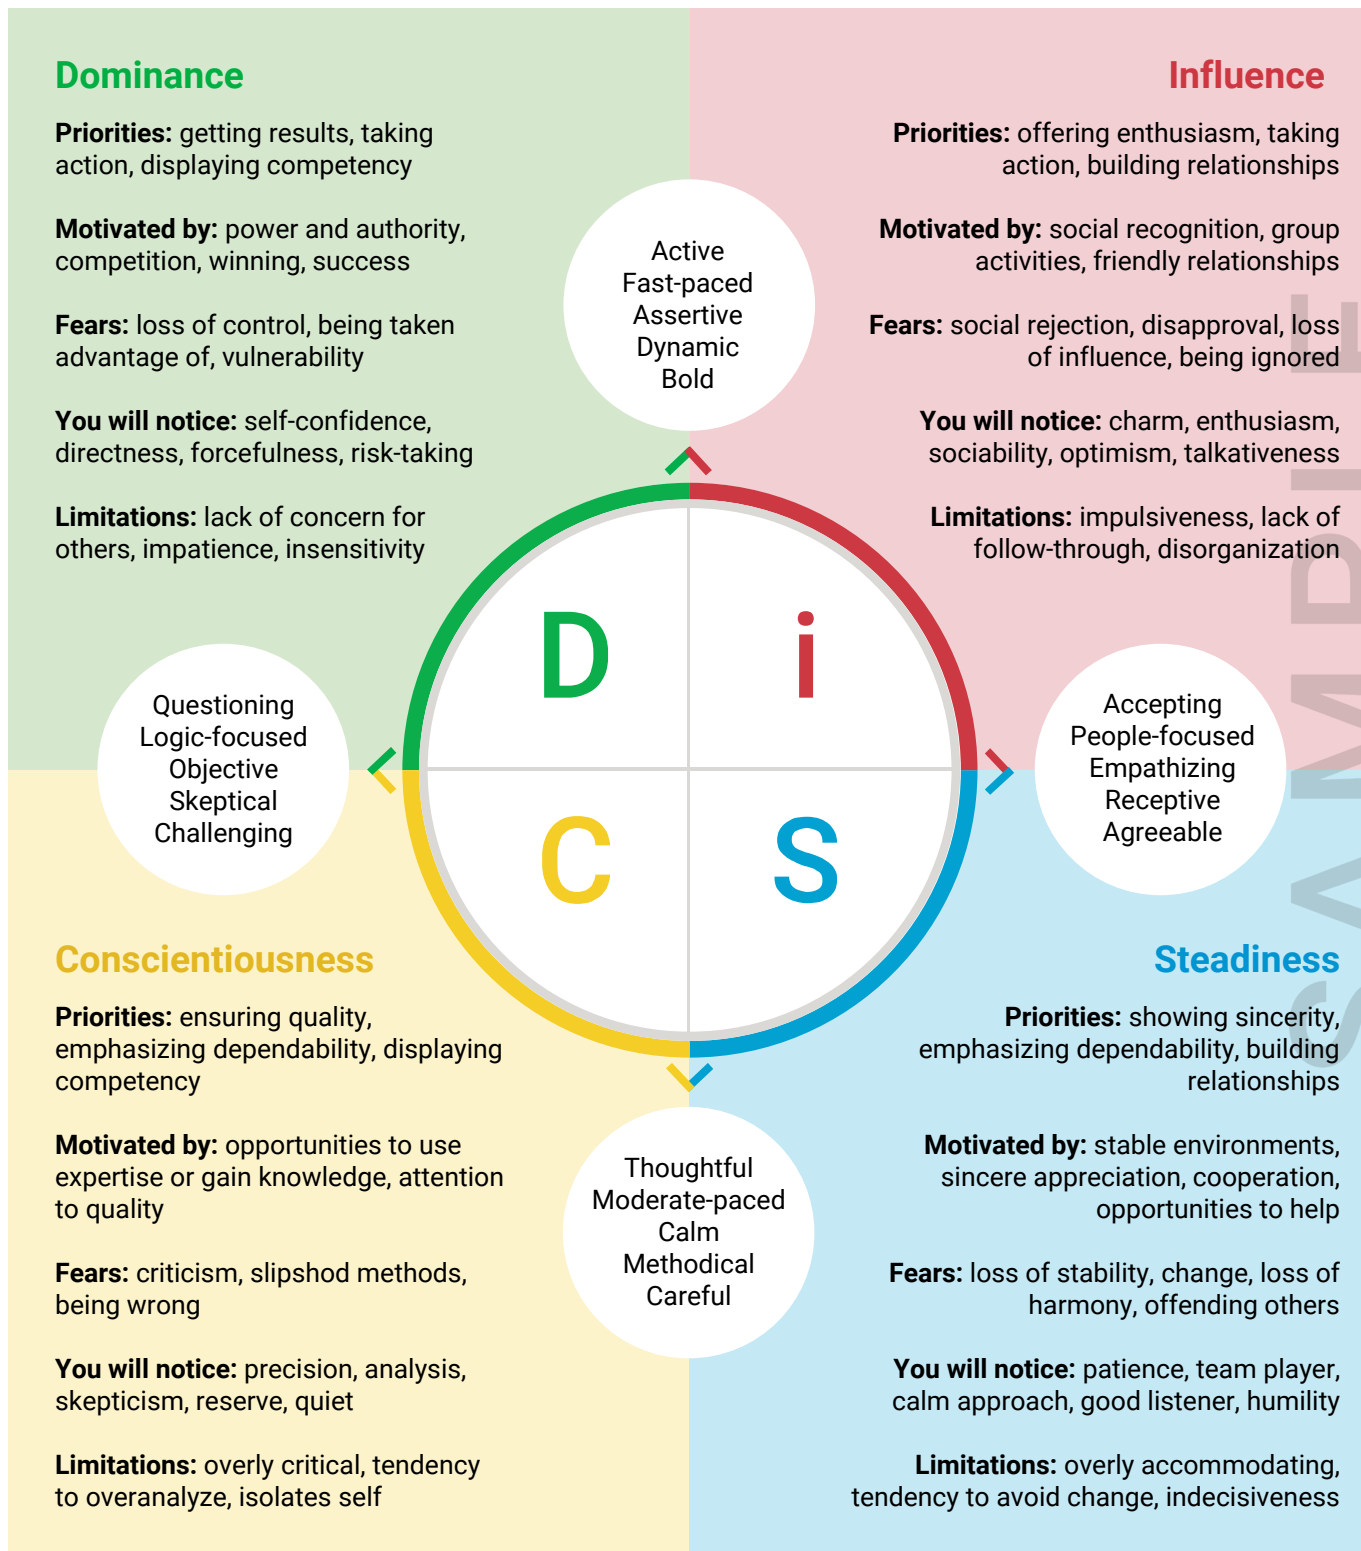 Dominance
Priorities: getting results, taking
action, displaying competency
Motivated by: power and authority,
competition, winning, success
Fears: loss of control, being taken
advantage of, vulnerability
You will notice: self-confidence,
directness, forcefulness, risk-taking
Limitations: lack of concern for
others, impatience, insensitivity
Influence
Priorities: offering enthusiasm, taking
action, building relationships
Motivated by: social recognition, group
activities, friendly relationships
Fears: social rejection, disapproval, loss
of influence, being ignored
You will notice: charm, enthusiasm,
sociability, optimism, talkativeness
Limitations: impulsiveness, lack of
follow-through, disorganization
Active
Fast-paced
Assertive
Dynamic
Bold
D
i
C
S
Questioning
Logic-focused
Objective
Skeptical
Challenging
Accepting
People-focused
Empathizing
Receptive
Agreeable
Conscientiousness
Priorities: ensuring quality,
emphasizing dependability, displaying
competency
Motivated by: opportunities to use
expertise or gain knowledge, attention
to quality
Fears: criticism, slipshod methods,
being wrong
You will notice: precision, analysis,
skepticism, reserve, quiet
Limitations: overly critical, tendency
to overanalyze, isolates self
Thoughtful
Moderate-paced
Calm
Methodical
Careful
Steadiness
Priorities: showing sincerity,
emphasizing dependability, building
relationships
Motivated by: stable environments,
sincere appreciation, cooperation,
opportunities to help
Fears: loss of stability, change, loss of
harmony, offending others
You will notice: patience, team player,
calm approach, good listener, humility
Limitations: overly accommodating,
tendency to avoid change, indecisiveness
SAMPLE